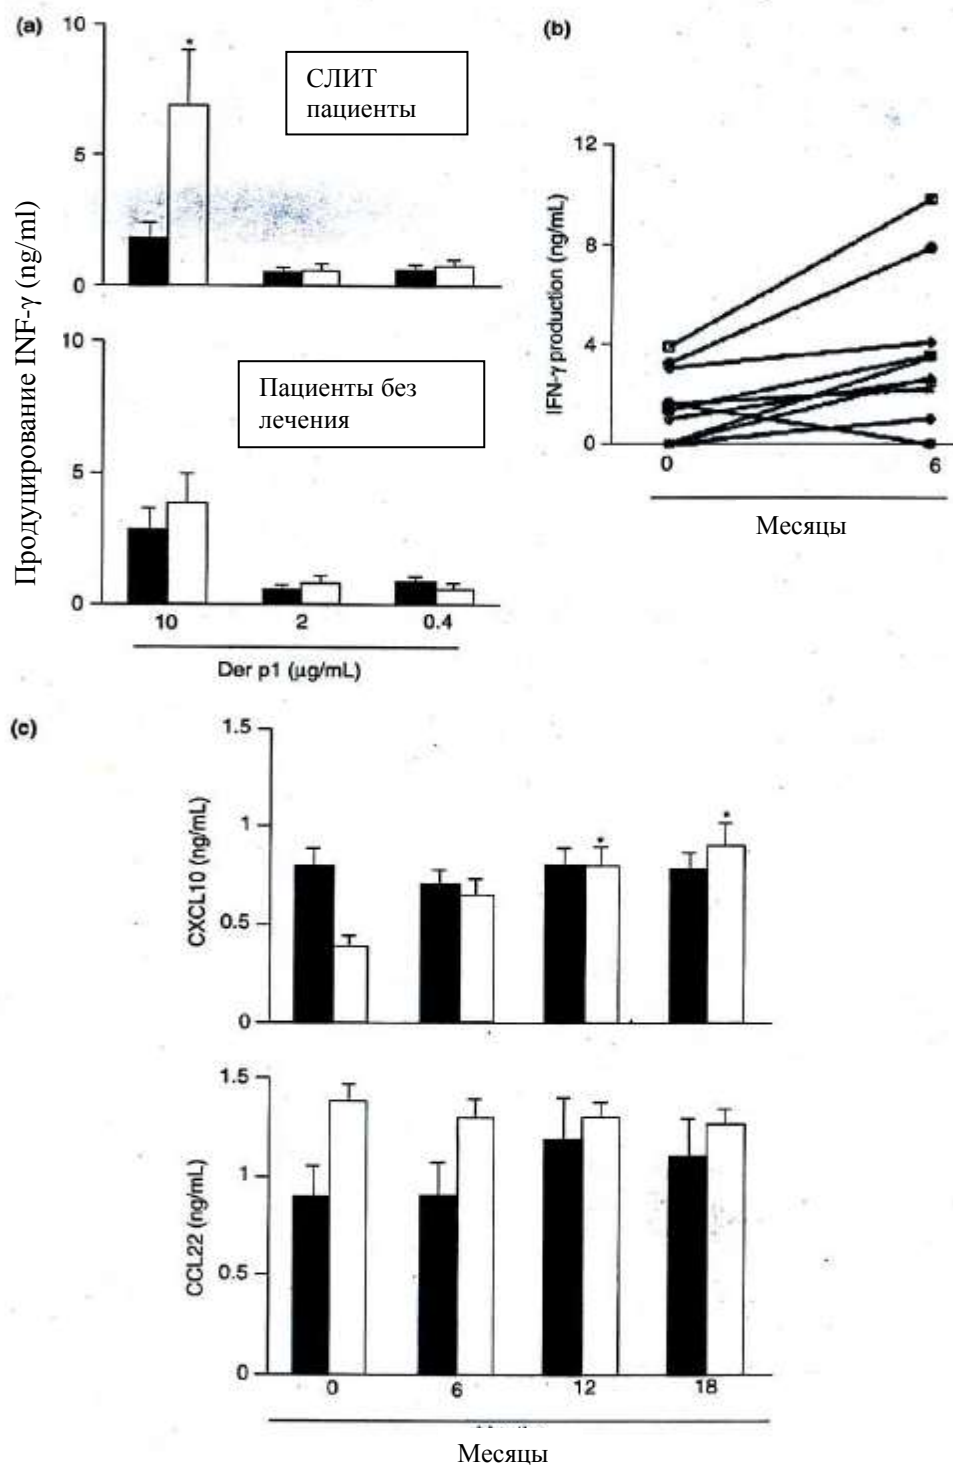 (a)
Продуцирование INF-γ (ng/ml)
10
*
СЛИТ
пациенты
5
0
10
Пациенты без
лечения
5
0
10 2 0.4
Der p1 (μg/mL)
(b)
IFN-γ production (ng/mL)
12
8
4
0
0 6
Месяцы
(c)
CXCL10 (ng/mL)
1.5
1
* *
0.5
0
CCL22 (ng/mL)
1.5
1
0.5
0
0 6 12 18
Месяцы